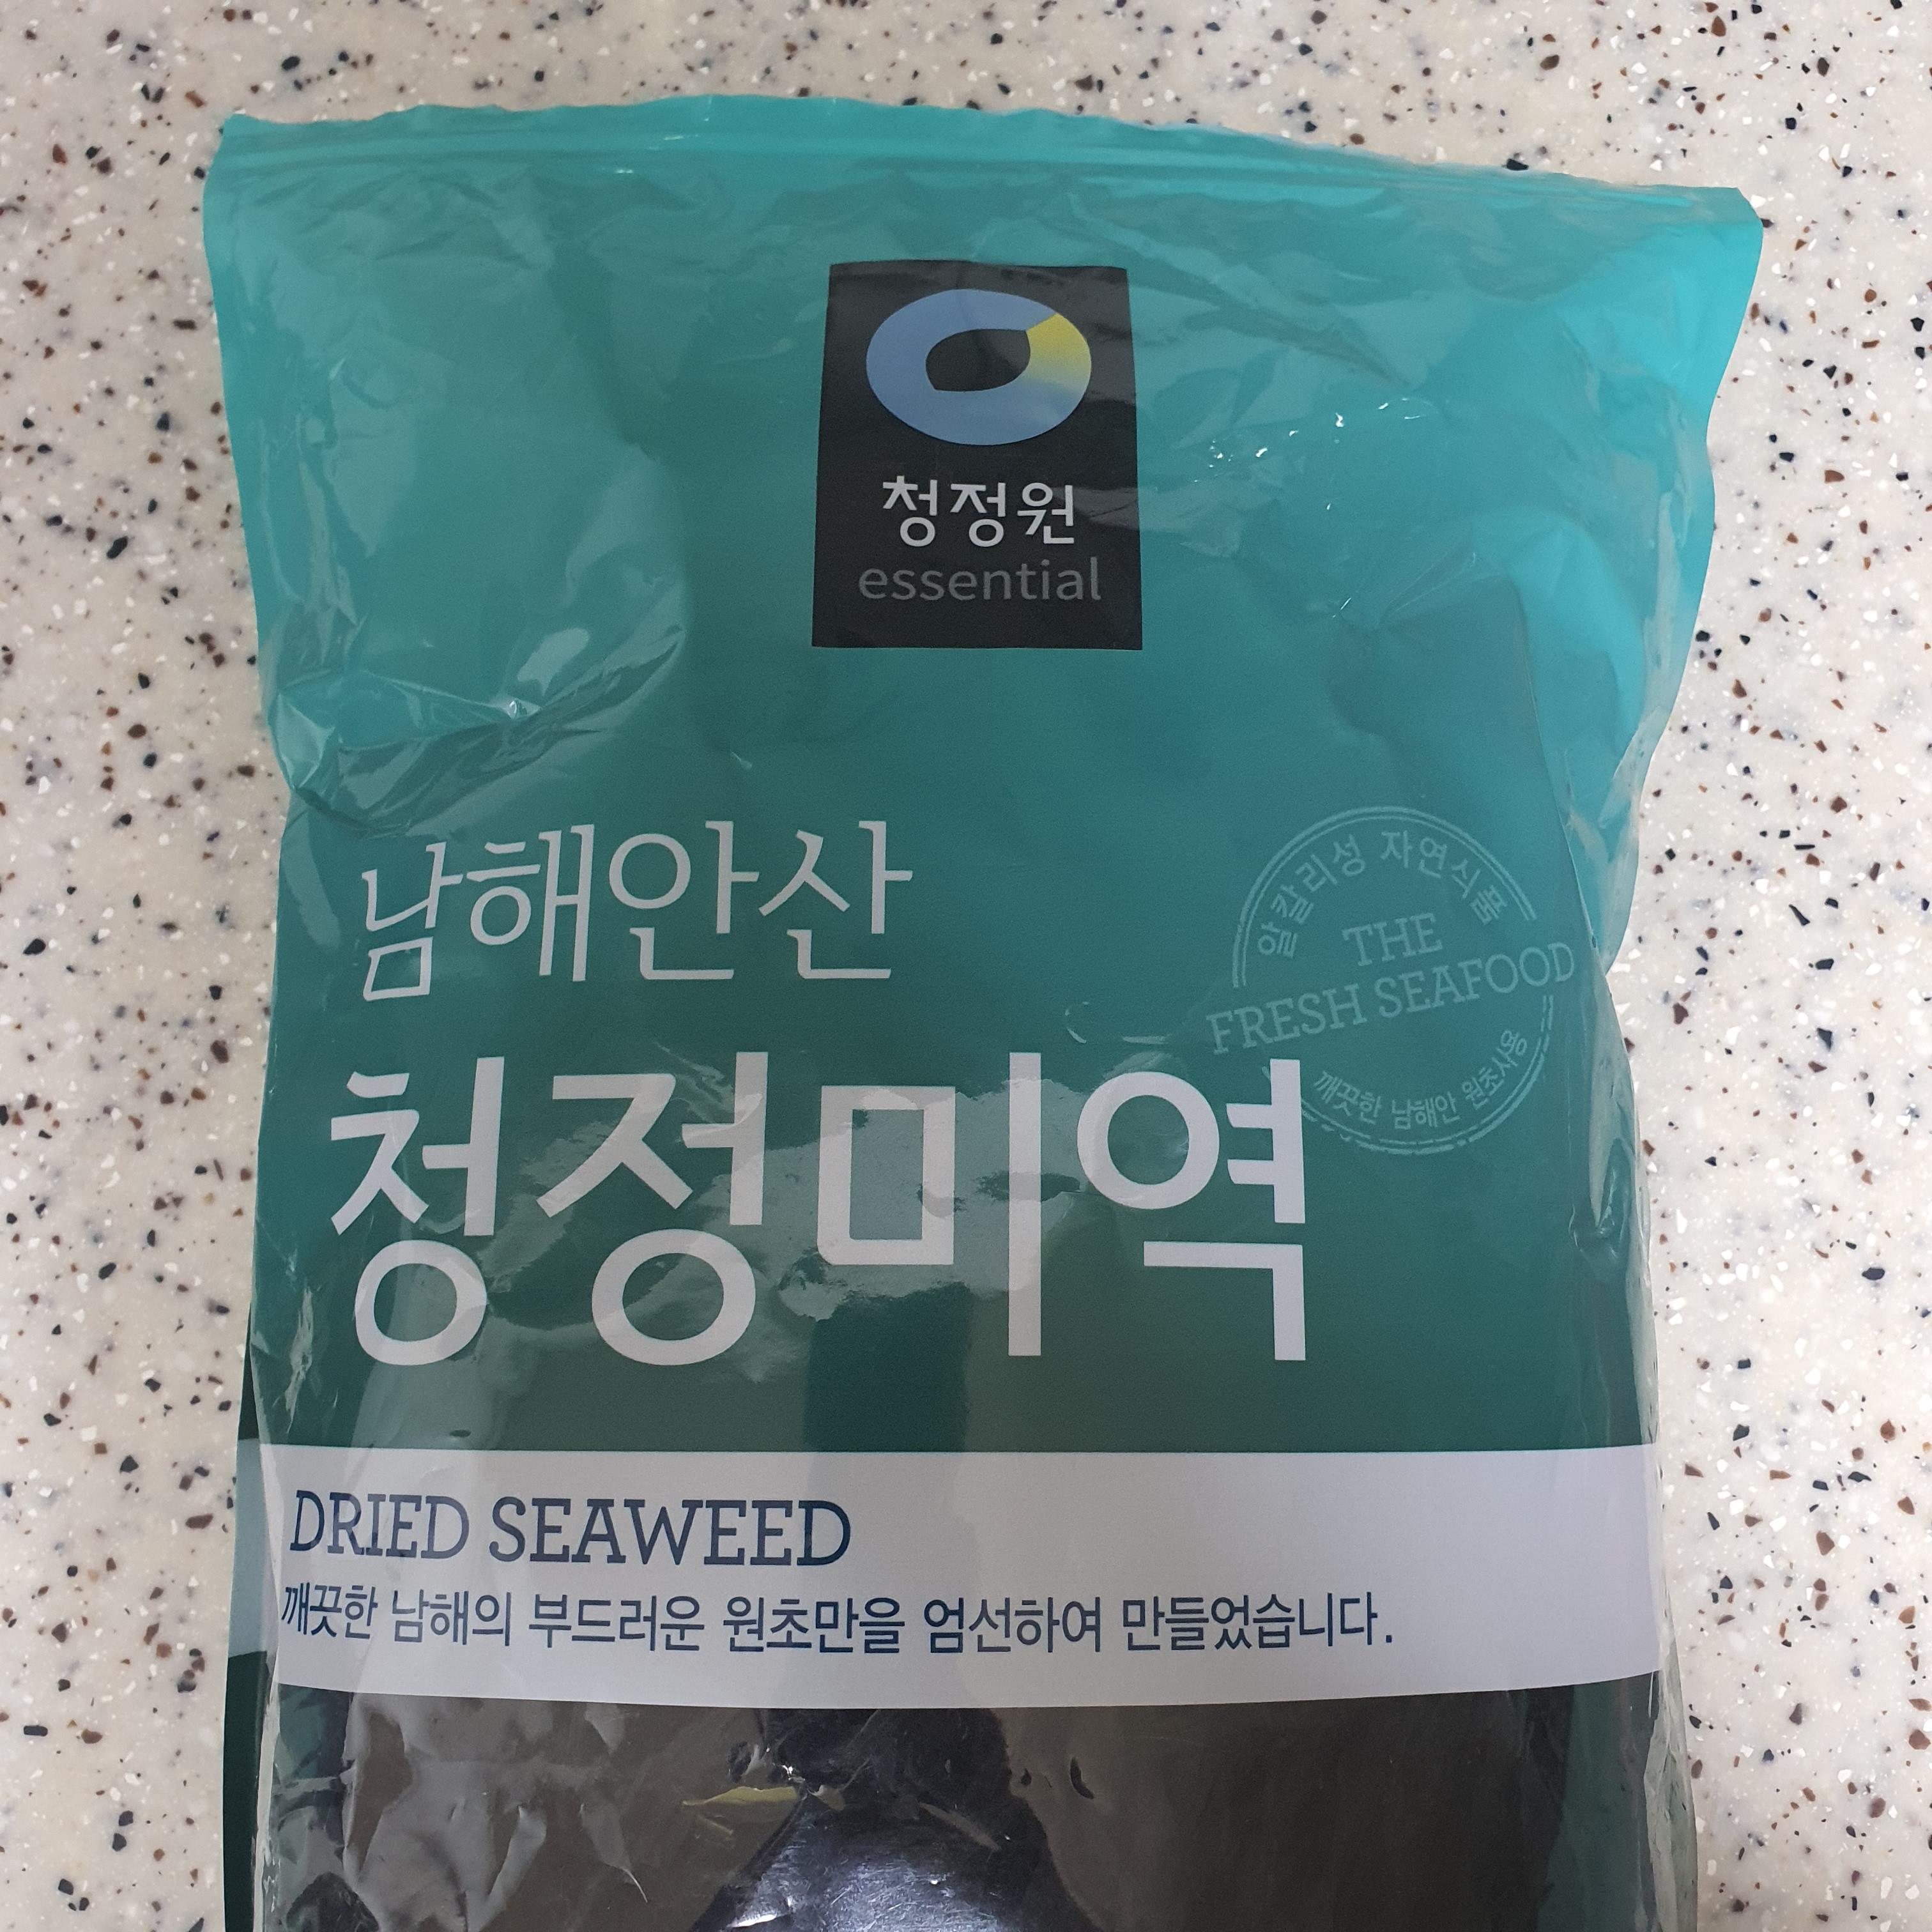 청정원
essential
남해안산
알칼리성 자연식품
THE
FRESH SEAFOOD
깨끗한 남해안 원초사용
청정미역
DRIED SEAWEED
깨끗한 남해의 부드러운 원초만을 엄선하여 만들었습니다.